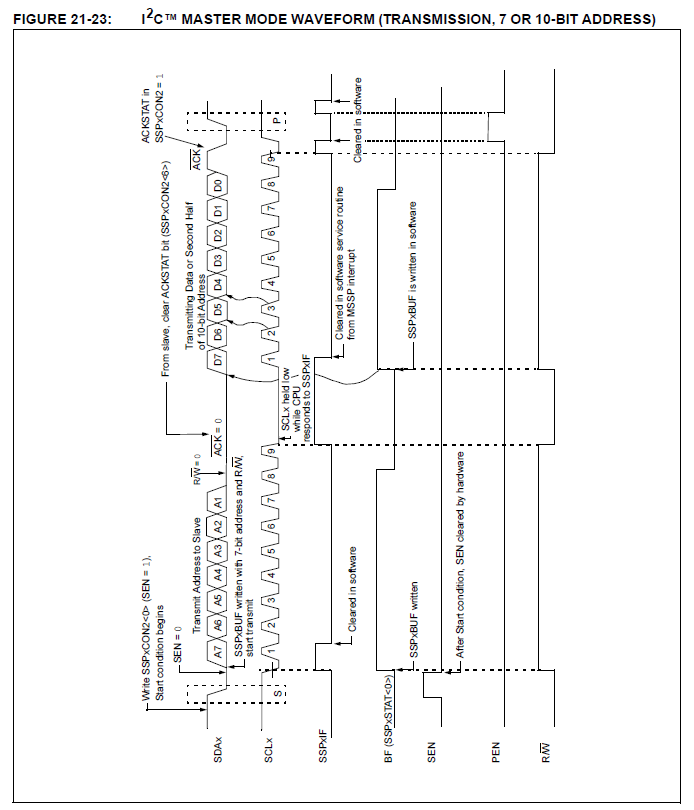 FIGURE 21-23: I²C™ MASTER MODE WAVEFORM (TRANSMISSION, 7 OR 10-BIT ADDRESS)
Write SSPxCON2<0> (SEN = 1),
Start condition begins
SEN = 0
Transmit Address to Slave
R/W = 0
From slave, clear ACKSTAT bit (SSPxCON2<6>)
ACK = 0
Transmitting Data or Second Half
of 10-bit Address
ACKSTAT in
SSPxCON2 = 1
ACK
SDAx
A7 A6 A5 A4 A3 A2 A1
D7 D6 D5 D4 D3 D2 D1 D0
SSPxBUF written with 7-bit address and R/W,
start transmit
SCLx
S
1 2 3 4 5 6 7 8 9
1 2 3 4 5 6 7 8 9
P
SCLx held low
while CPU
responds to SSPxIF
SSPxIF
Cleared in software
Cleared in software service routine
from MSSP interrupt
Cleared in software
BF (SSPxSTAT<0>)
SSPxBUF written
SSPxBUF is written in software
SEN
After Start condition, SEN cleared by hardware
PEN
R/W